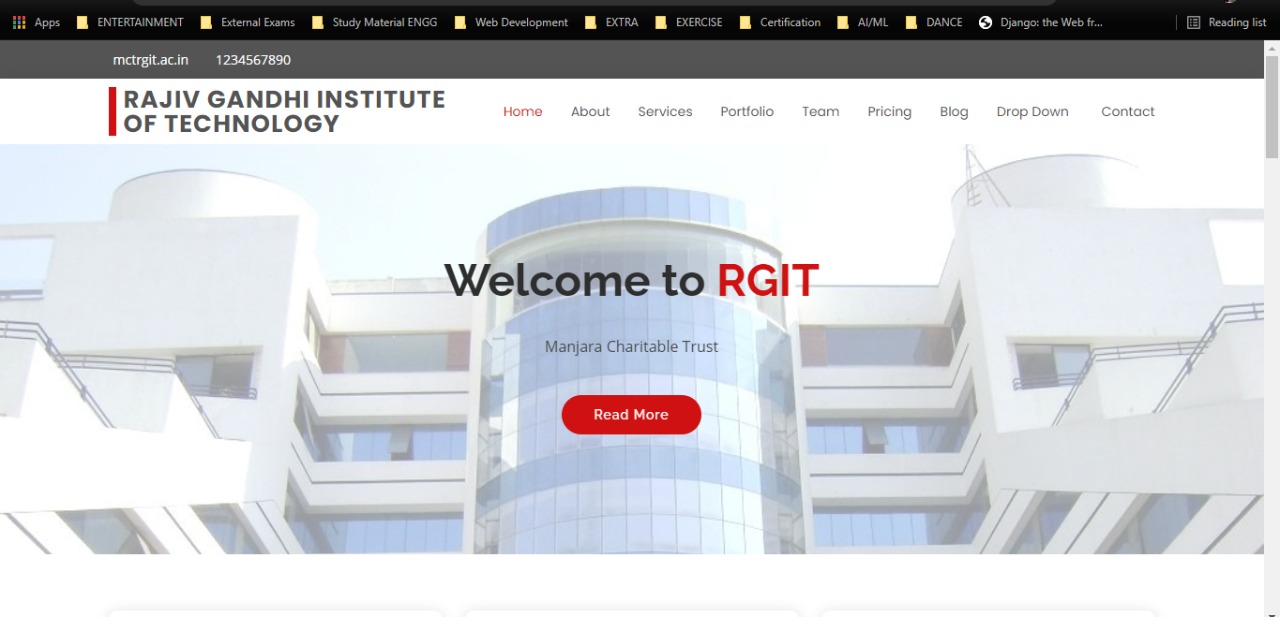 Apps ENTERTAINMENT External Exams Study Material ENGG Web Development EXTRA EXERCISE Certification AI/ML DANCE Django: the Web fr... Reading list
mctrgit.ac.in 1234567890
RAJIV GANDHI INSTITUTE
OF TECHNOLOGY
Home About Services Portfolio Team Pricing Blog Drop Down Contact
Welcome to RGIT
Manjara Charitable Trust
Read More